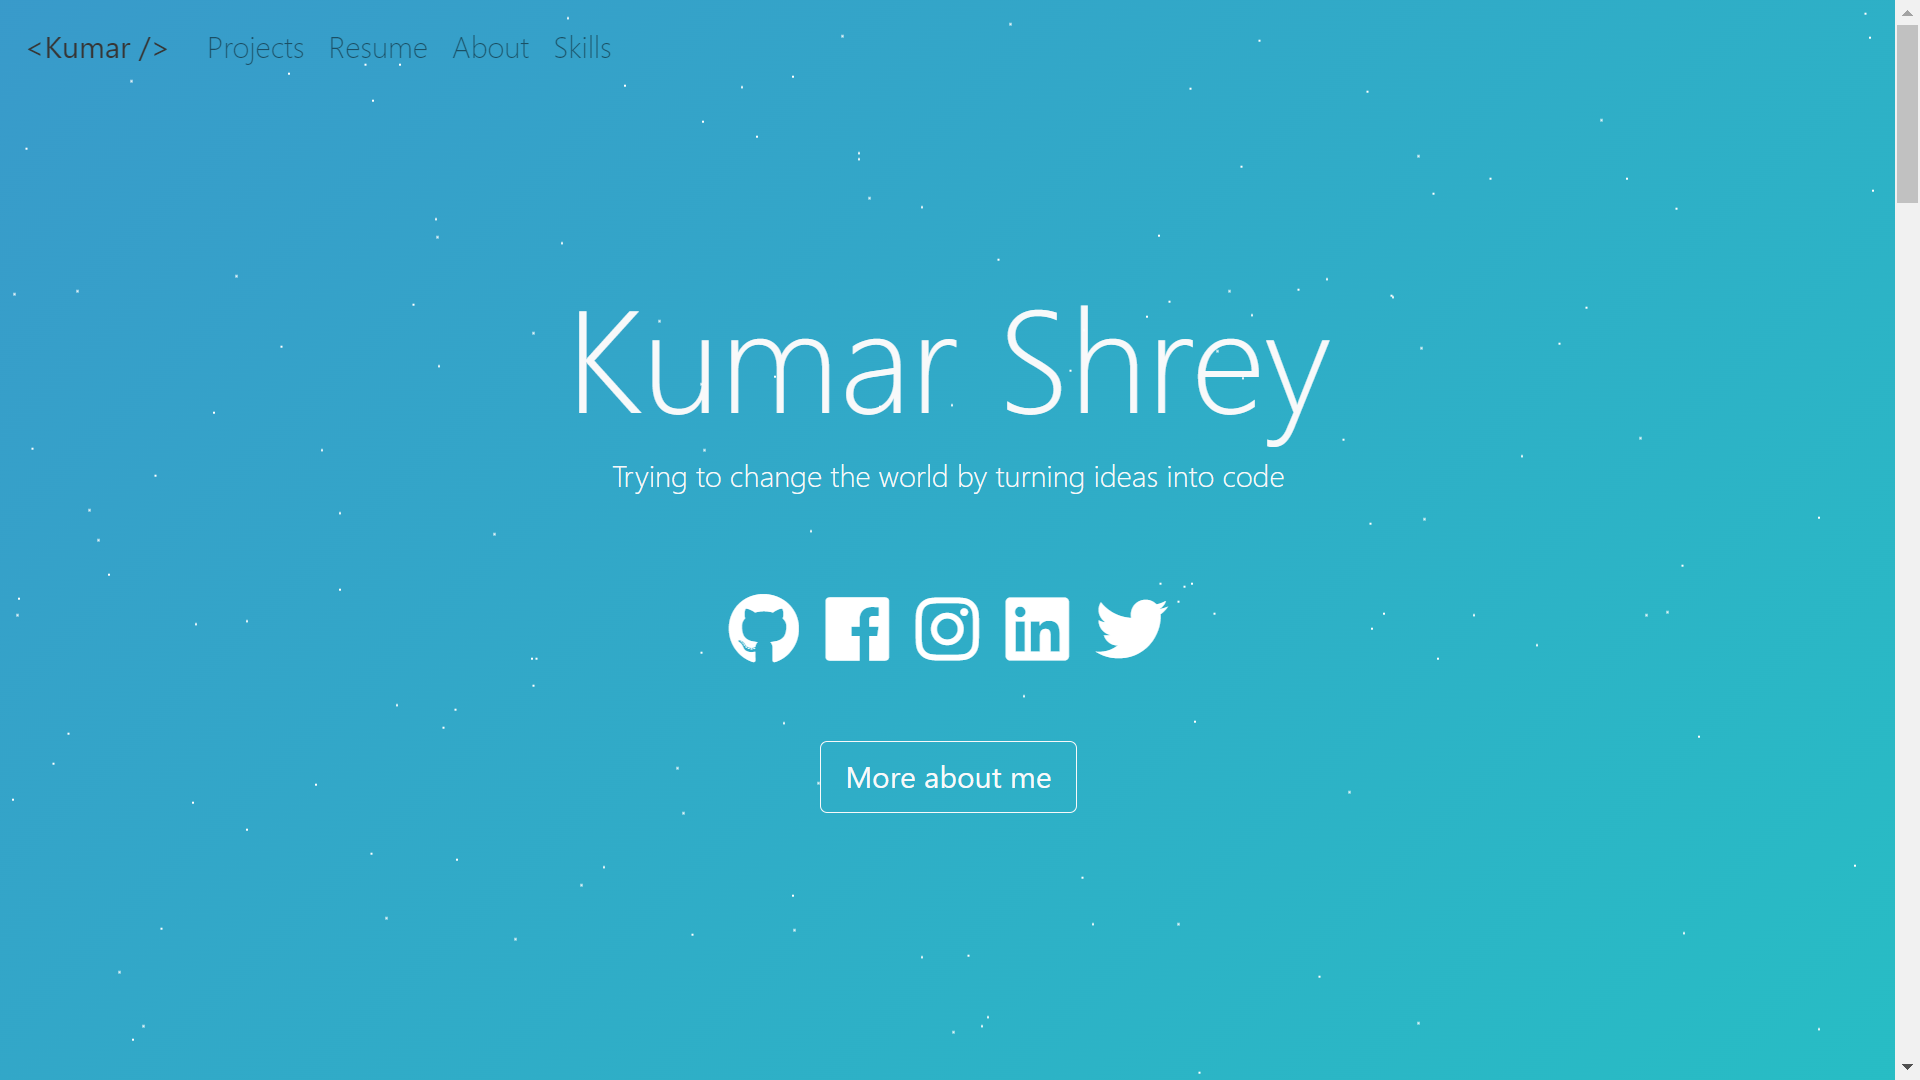 <Kumar /> Projects Resume About Skills
Kumar Shrey
Trying to change the world by turning ideas into code
More about me